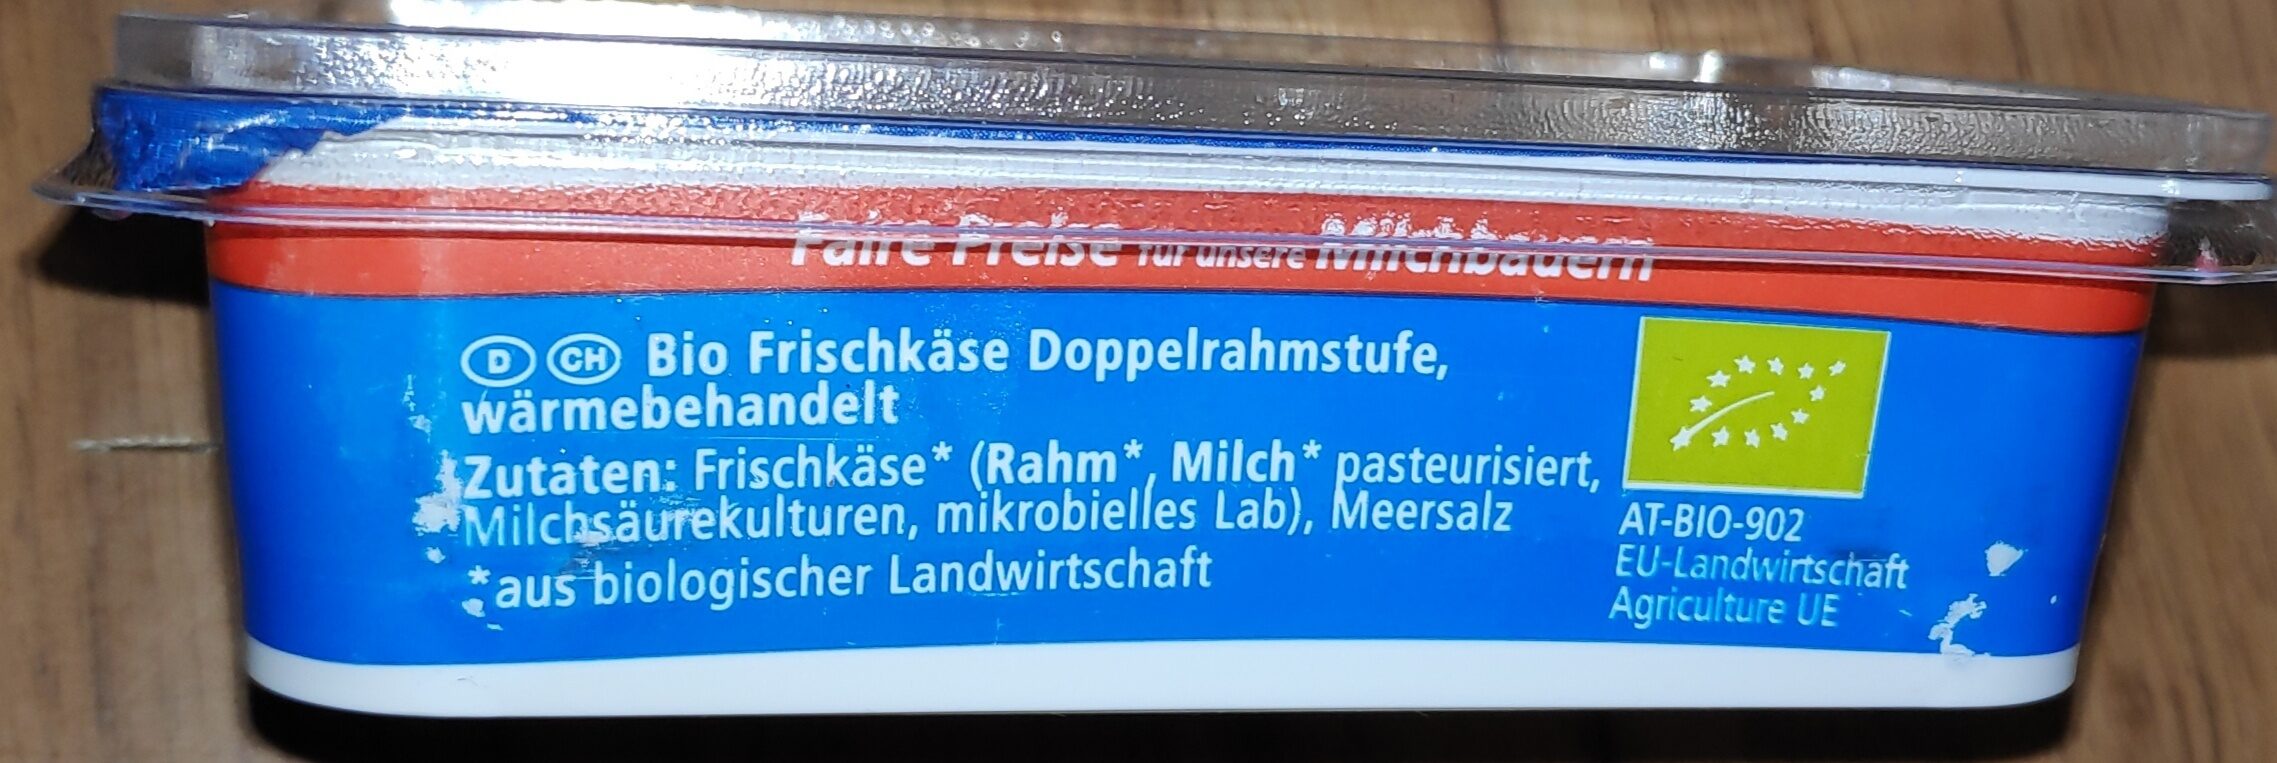 Faire Preise für unsere Milchbauern
D CH Bio Frischkäse Doppelrahmstufe,
wärmebehandelt
Zutaten: Frischkäse* (Rahm*, Milch* pasteurisiert,
Milchsäurekulturen, mikrobielles Lab), Meersalz
*aus biologischer Landwirtschaft
AT-BIO-902
EU-Landwirtschaft
Agriculture UE